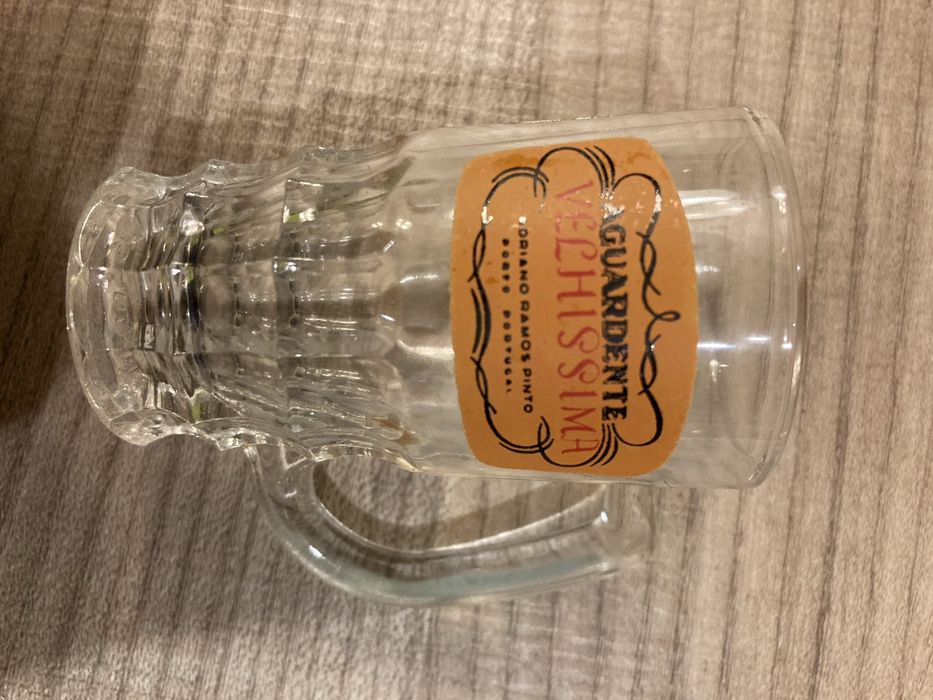 AGUARDENTE
VELHISSIMA
ADRIANO RAMOS PINTO
PORTO PORTUGAL